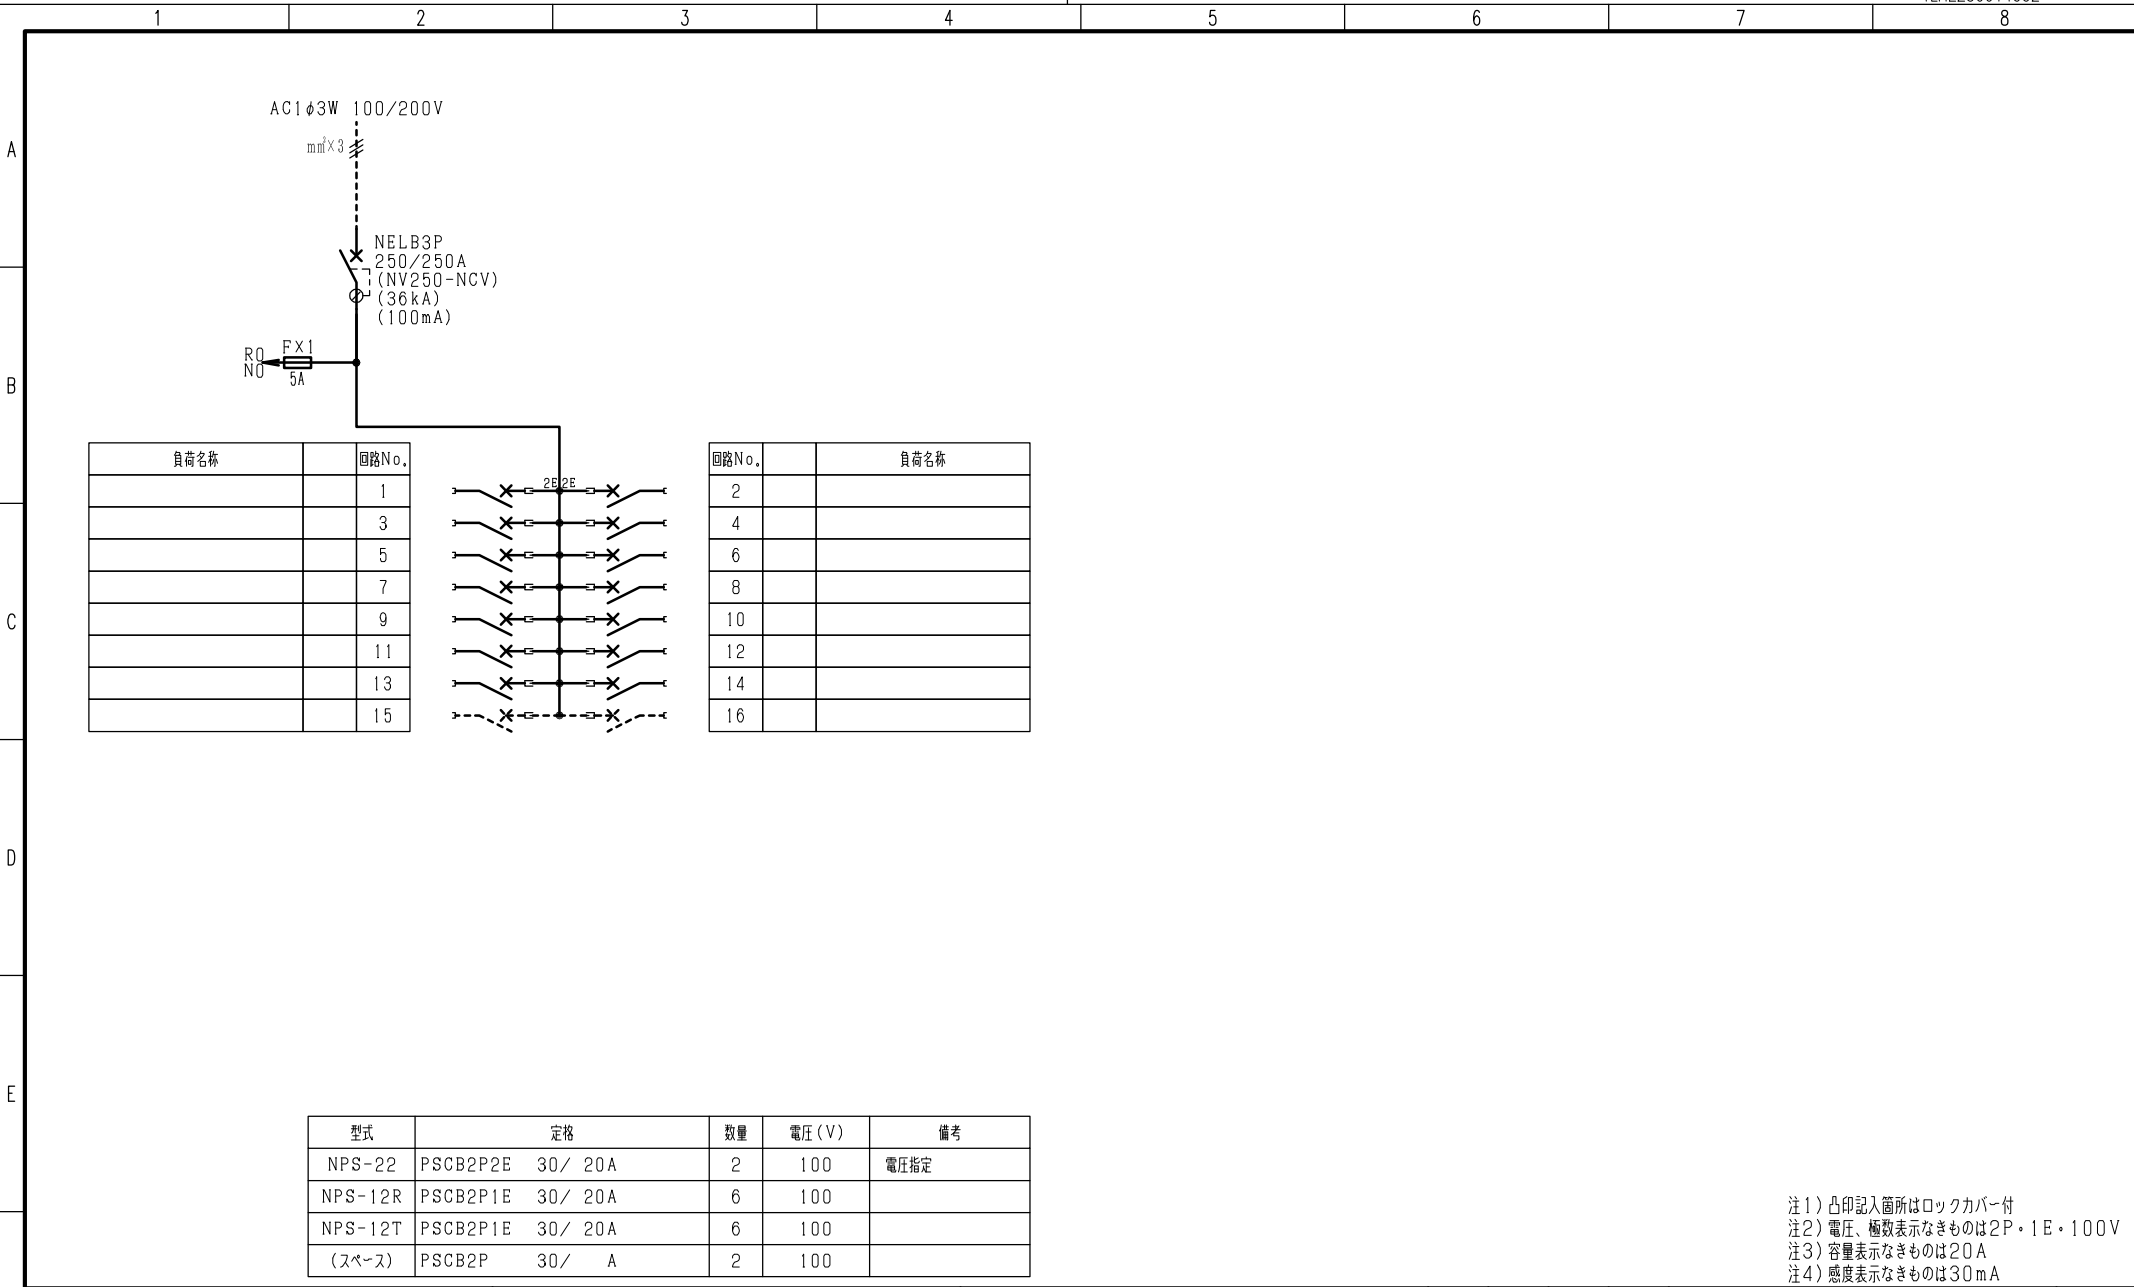 1 2 3 4 5 6 7 8
A
B
C
D
E
AC1φ3W 100/200V
mm²×3
NELB3P
250/250A
(NV250-NCV)
(36kA)
(100mA)
R0
N0
F×1
5A
負荷名称 回路No. 回路No. 負荷名称
1 2E 2E 2
3 4
5 6
7 8
9 10
11 12
13 14
15 16
型式 定格 数量 電圧(V) 備考
NPS-22 PSCB2P2E 30/ 20A 2 100 電圧指定
NPS-12R PSCB2P1E 30/ 20A 6 100
NPS-12T PSCB2P1E 30/ 20A 6 100
(スペース) PSCB2P 30/ A 2 100
注1)凸印記入箇所はロックカバー付
注2)電圧、極数表示なきものは2P・1E・100V
注3)容量表示なきものは20A
注4)感度表示なきものは30mA